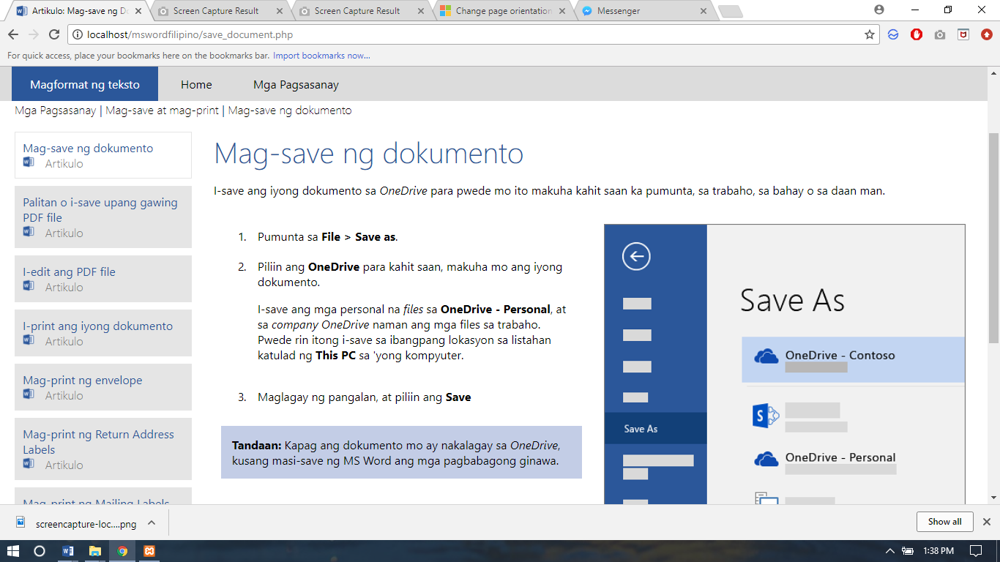 Artikulo: Mag-save ng D
Screen Capture Result
Screen Capture Result
Change page orientation
Messenger
localhost/mswordfilipino/save_document.php
For quick access, place your bookmarks here on the bookmarks bar. Import bookmarks now...
Magformat ng teksto
Home
Mga Pagsasanay
Mga Pagsasanay | Mag-save at mag-print | Mag-save ng dokumento
Mag-save ng dokumento
Artikulo
Palitan o i-save upang gawing
PDF file
Artikulo
I-edit ang PDF file
Artikulo
I-print ang iyong dokumento
Artikulo
Mag-print ng envelope
Artikulo
Mag-print ng Return Address
Labels
Artikulo
Mag-print ng Mailing Labels
Mag-save ng dokumento
I-save ang iyong dokumento sa OneDrive para pwede mo ito makuha kahit saan ka pumunta, sa trabaho, sa bahay o sa daan man.
1. Pumunta sa File > Save as.
2. Piliin ang OneDrive para kahit saan, makuha mo ang iyong
dokumento.
I-save ang mga personal na files sa OneDrive - Personal, at
sa company OneDrive naman ang mga files sa trabaho.
Pwede rin itong i-save sa ibangpang lokasyon sa listahan
katulad ng This PC sa 'yong kompyuter.
3. Maglagay ng pangalan, at piliin ang Save
Tandaan: Kapag ang dokumento mo ay nakalagay sa OneDrive,
kusang masi-save ng MS Word ang mga pagbabagong ginawa.
Save As
Save As
OneDrive - Contoso
OneDrive - Personal
screencapture-loc....png
Show all
1:38 PM